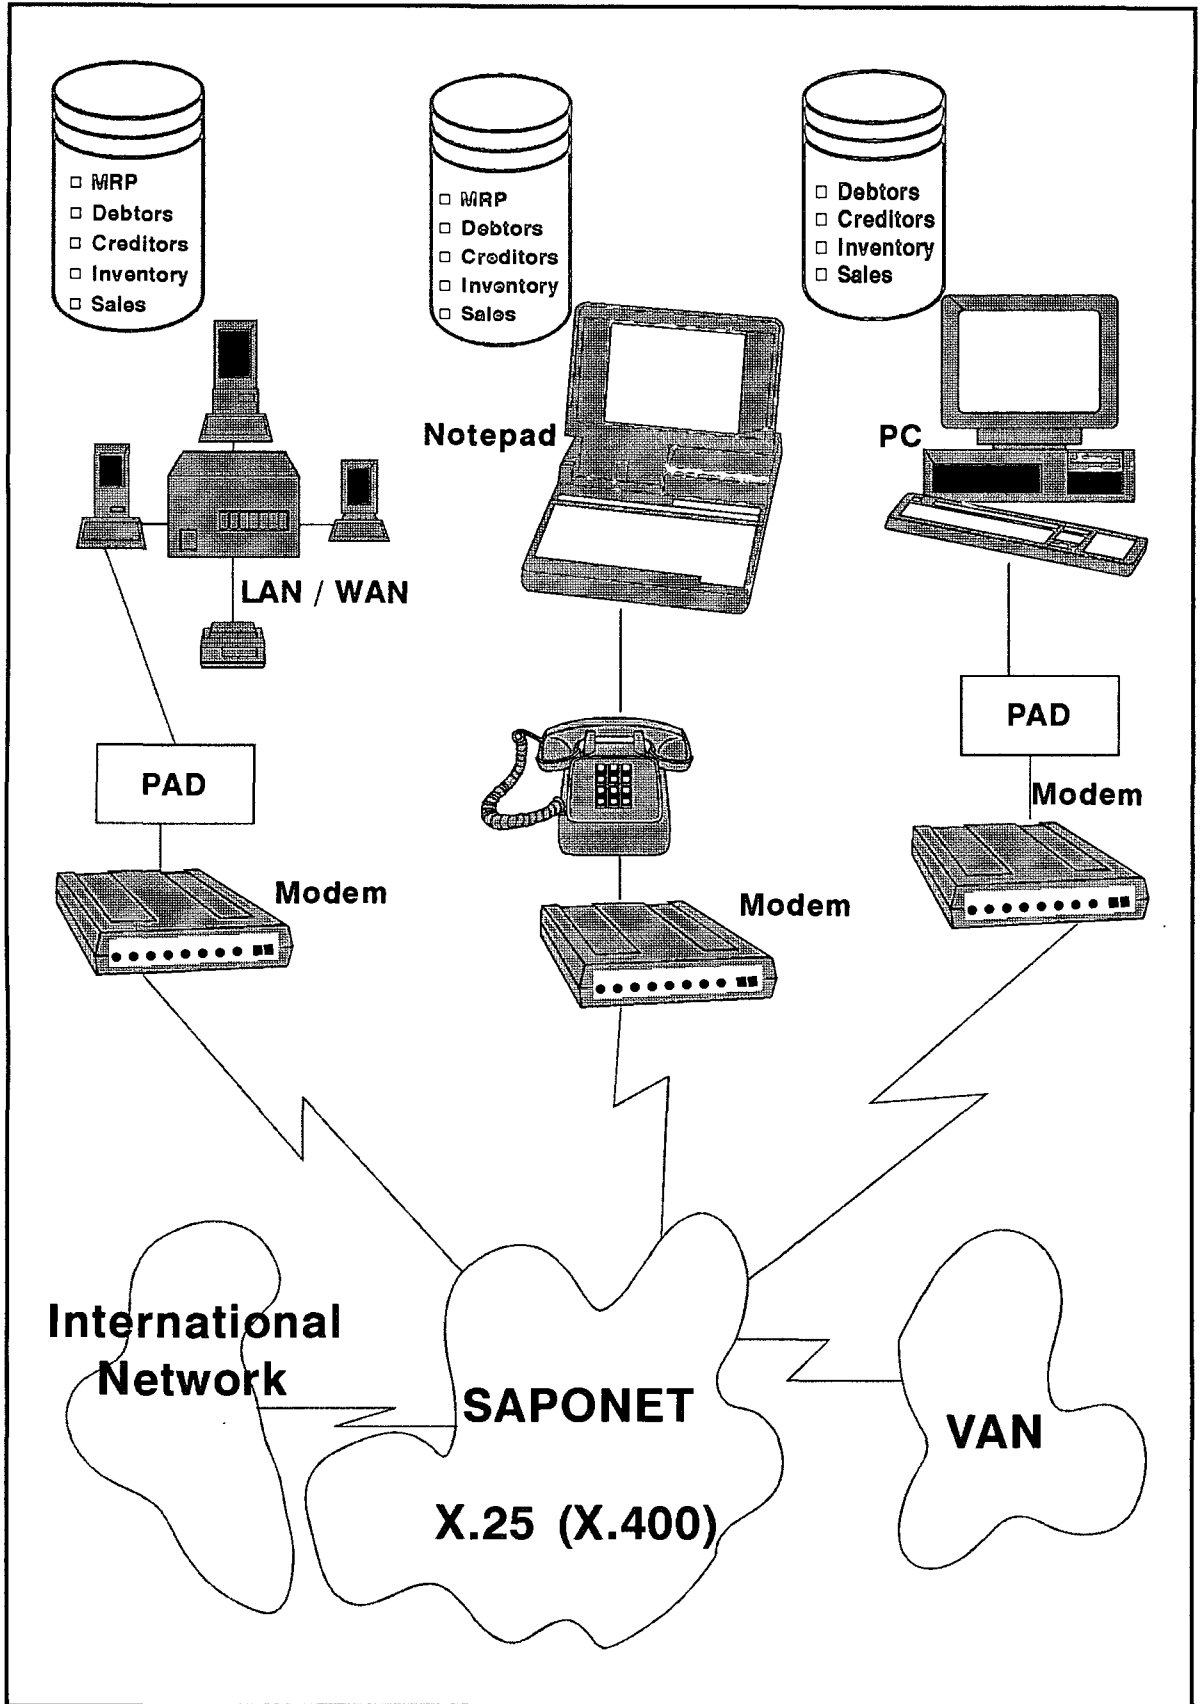 MRP
Debtors
Creditors
Inventory
Sales
MRP
Debtors
Creditors
Inventory
Sales
Debtors
Creditors
Inventory
Sales
Notepad
PC
LAN / WAN
PAD
PAD
Modem
Modem
Modem
International
Network
SAPONET
VAN
X.25 (X.400)